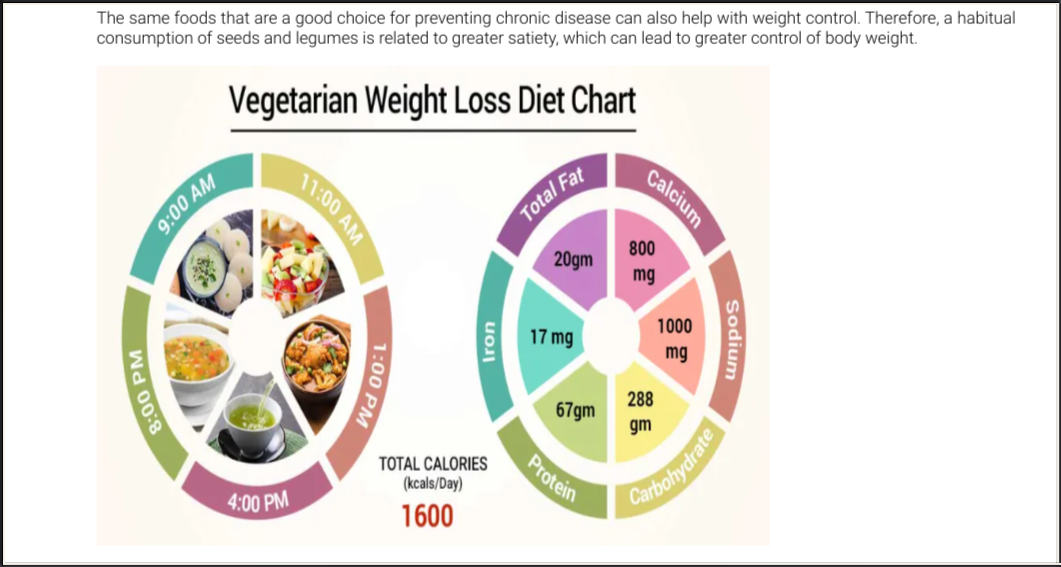 The same foods that are a good choice for preventing chronic disease can also help with weight control. Therefore, a habitual
consumption of seeds and legumes is related to greater satiety, which can lead to greater control of body weight.
Vegetarian Weight Loss Diet Chart
9:00 AM
11:00 AM
1:00 PM
4:00 PM
8:00 PM
TOTAL CALORIES
(kcals/Day)
1600
Total Fat
20gm
Calcium
800
mg
Sodium
1000
mg
Carbohydrate
288
gm
Protein
67gm
Iron
17 mg